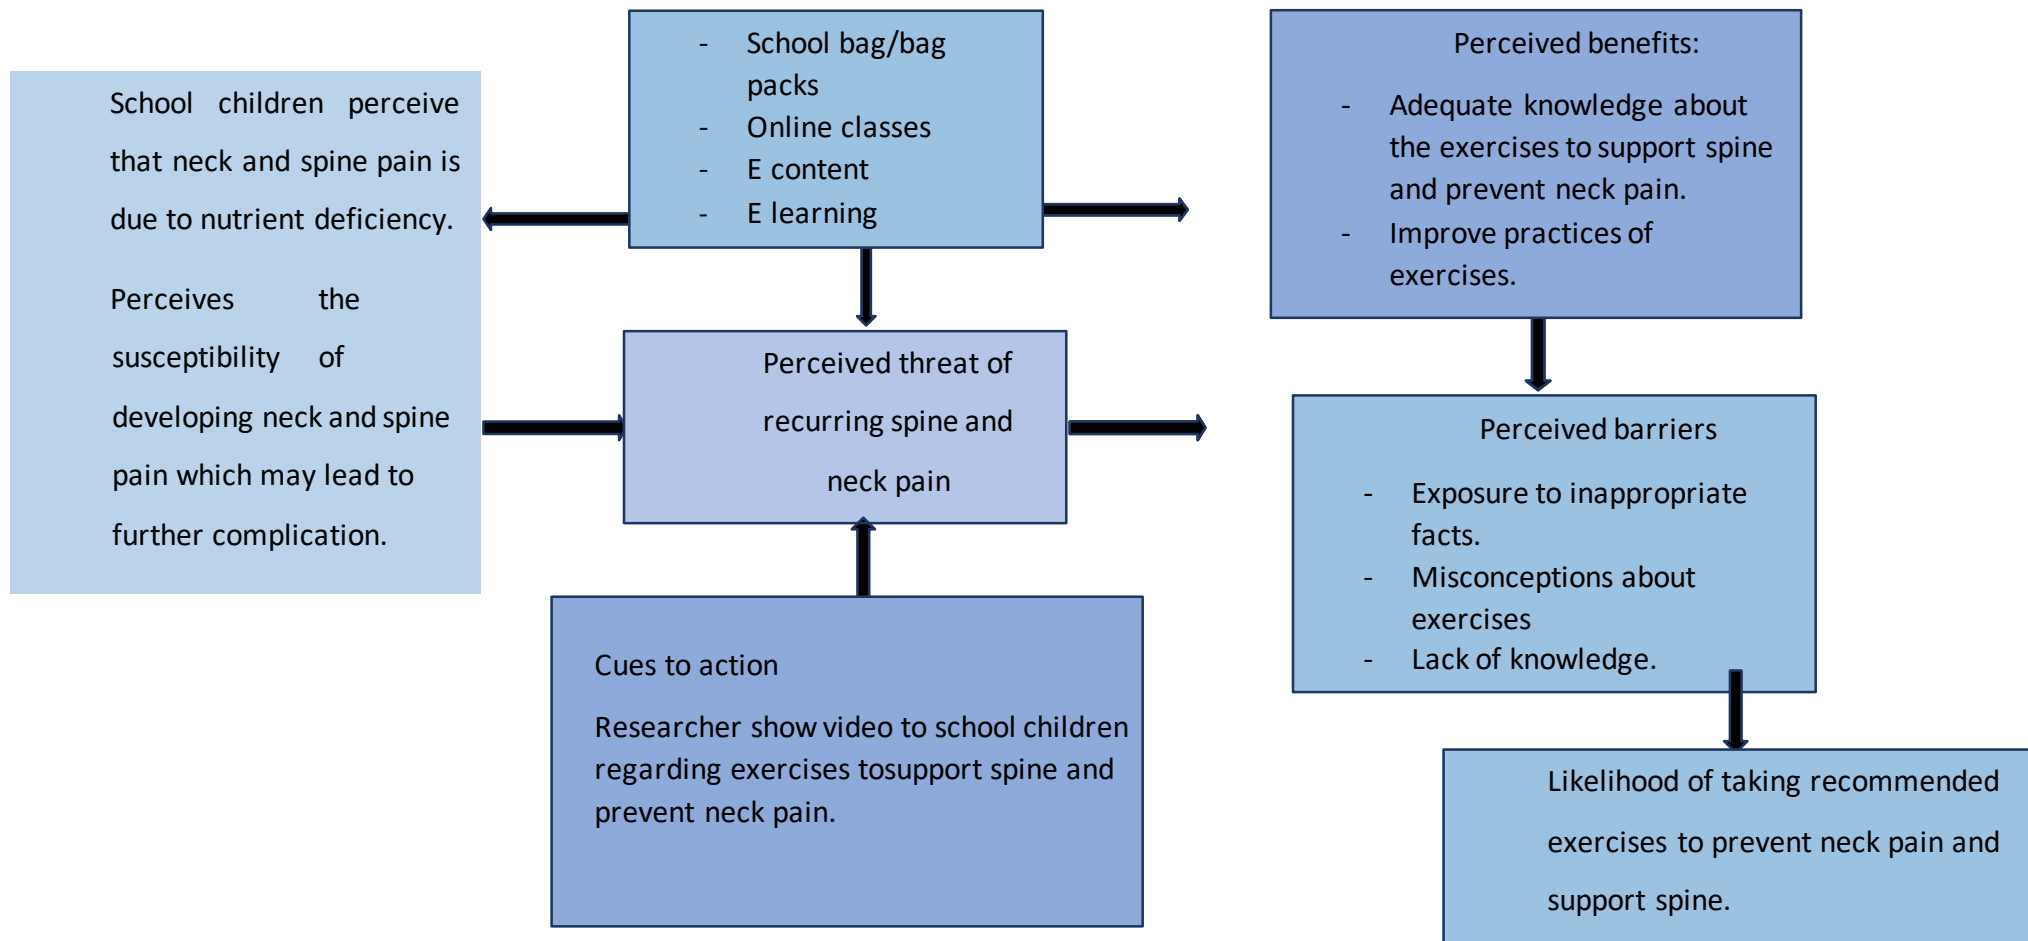 School children perceive
that neck and spine pain is
due to nutrient deficiency.
Perceives the
susceptibility of
developing neck and spine
pain which may lead to
further complication.
- School bag/bag
packs
- Online classes
- E content
- E learning
Perceived threat of
recurring spine and
neck pain
Cues to action
Researcher show video to school children
regarding exercises tosupport spine and
prevent neck pain.
Perceived benefits:
- Adequate knowledge about
the exercises to support spine
and prevent neck pain.
- Improve practices of
exercises.
Perceived barriers
- Exposure to inappropriate
facts.
- Misconceptions about
exercises
- Lack of knowledge.
Likelihood of taking recommended
exercises to prevent neck pain and
support spine.